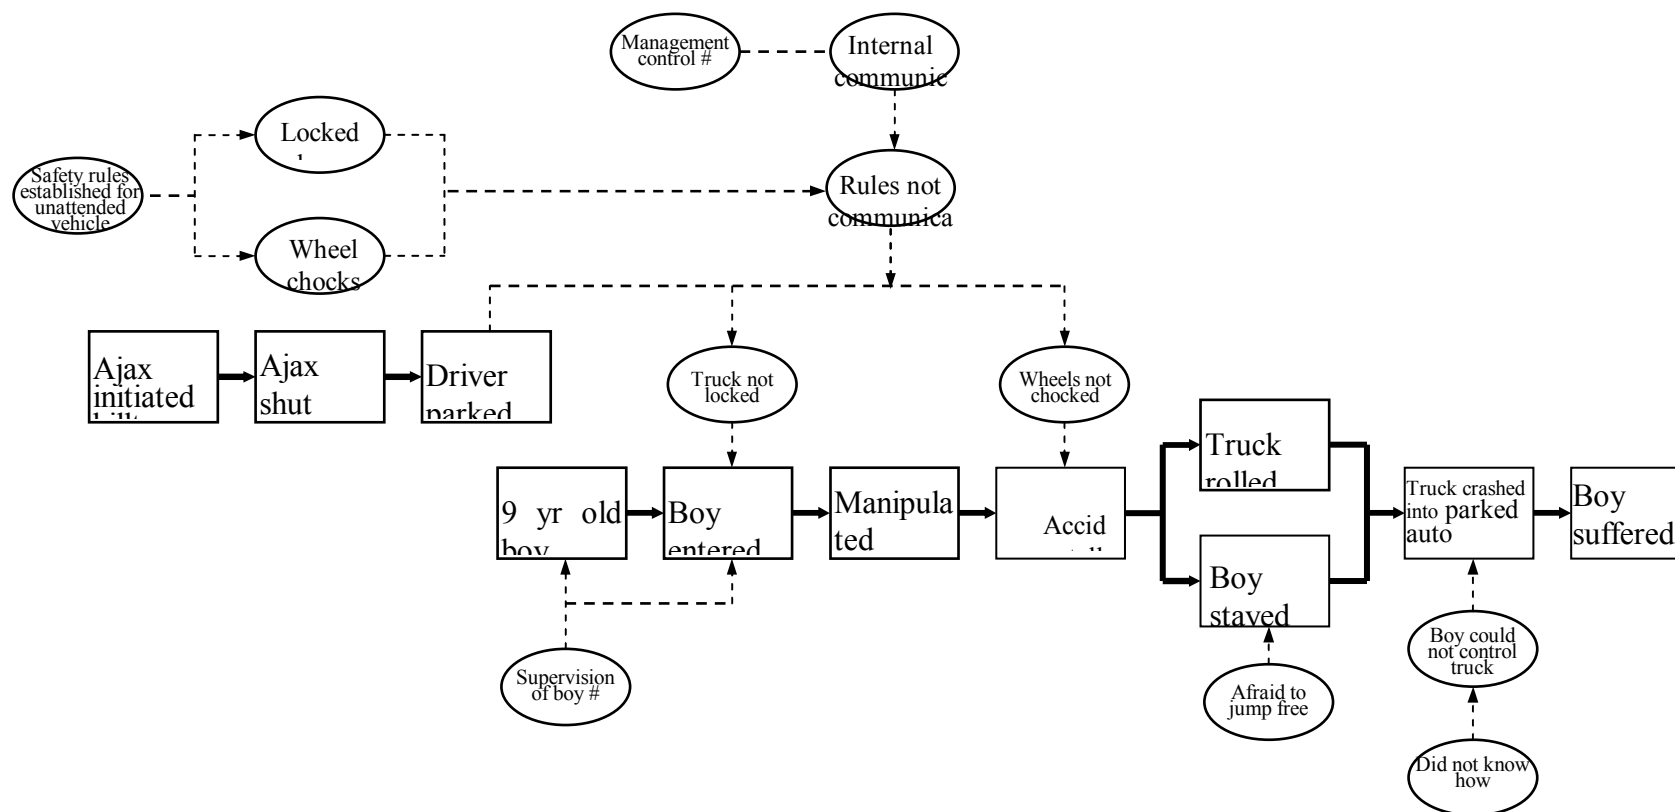 Management
control #
Internal
communic
Locked
Safety rules
established for
unattended
vehicle
Rules not
communica
Wheel
chocks
Ajax
initiated
Ajax
shut
Driver
parked
Truck not
locked
Wheels not
chocked
Truck
rolled
9 yr old
boy
Boy
entered
Manipula
ted
Accid
Truck crashed
into parked
auto
Boy
suffered
Boy
stayed
Supervision
of boy #
Afraid to
jump free
Boy could
not control
truck
Did not know
how